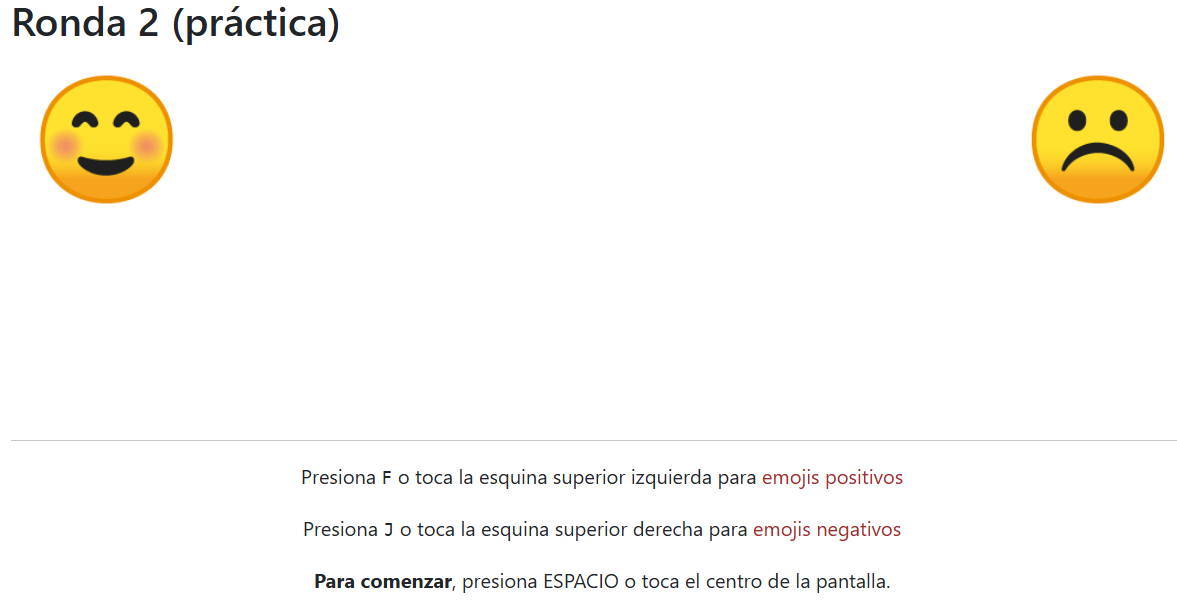 Ronda 2 (práctica)
Presiona F o toca la esquina superior izquierda para emojis positivos
Presiona J o toca la esquina superior derecha para emojis negativos
Para comenzar, presiona ESPACIO o toca el centro de la pantalla.